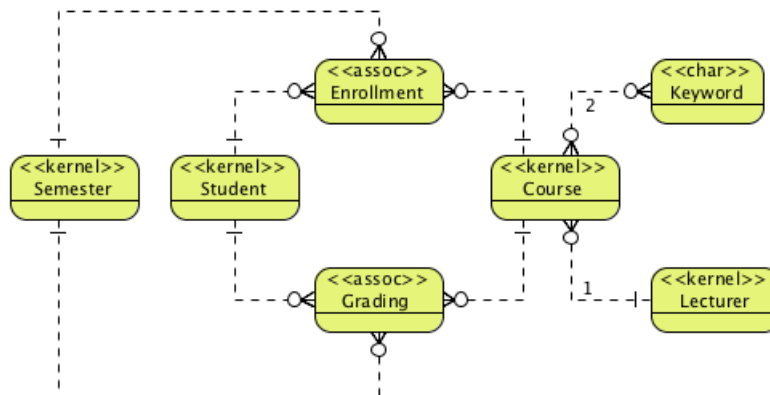 <<assoc>>
Enrollment
<<char>>
Keyword
2
<<kernel>>
Semester
<<kernel>>
Student
<<kernel>>
Course
<<assoc>>
Grading
1
<<kernel>>
Lecturer